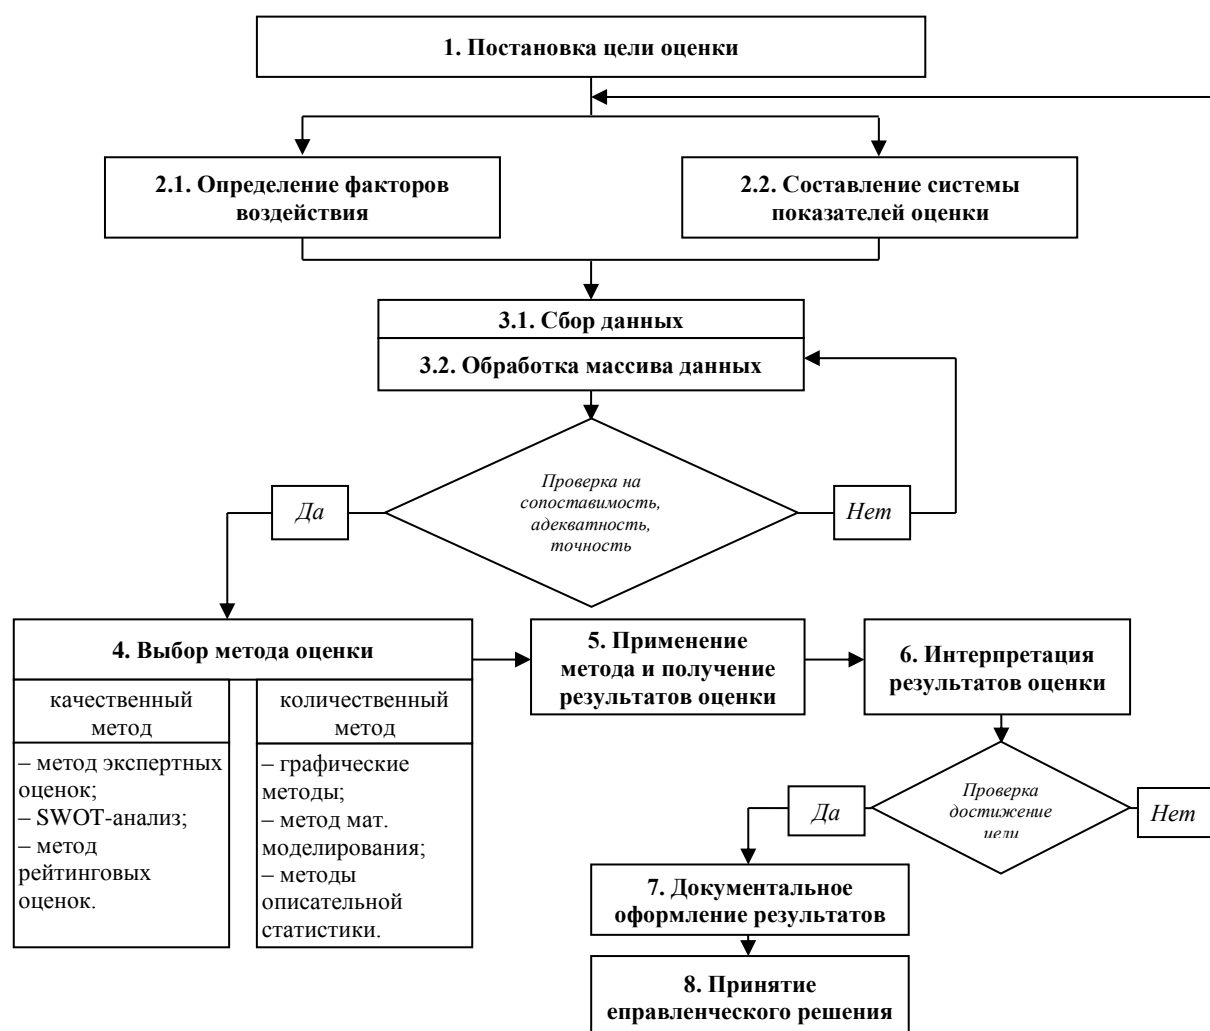 1. Постановка цели оценки
2.1. Определение факторов
воздействия
2.2. Составление системы
показателей оценки
3.1. Сбор данных
3.2. Обработка массива данных
Проверка на
сопоставимость,
адекватность,
точность
Да
Нет
4. Выбор метода оценки
качественный
метод
– метод экспертных
оценок;
– SWOT-анализ;
– метод
рейтинговых
оценок.
количественный
метод
– графические
методы;
– метод мат.
моделирования;
– методы
описательной
статистики.
5. Применение
метода и получение
результатов оценки
6. Интерпретация
результатов оценки
Проверка
достижение
цели
Да
Нет
7. Документальное
оформление результатов
8. Принятие
еправленческого решения